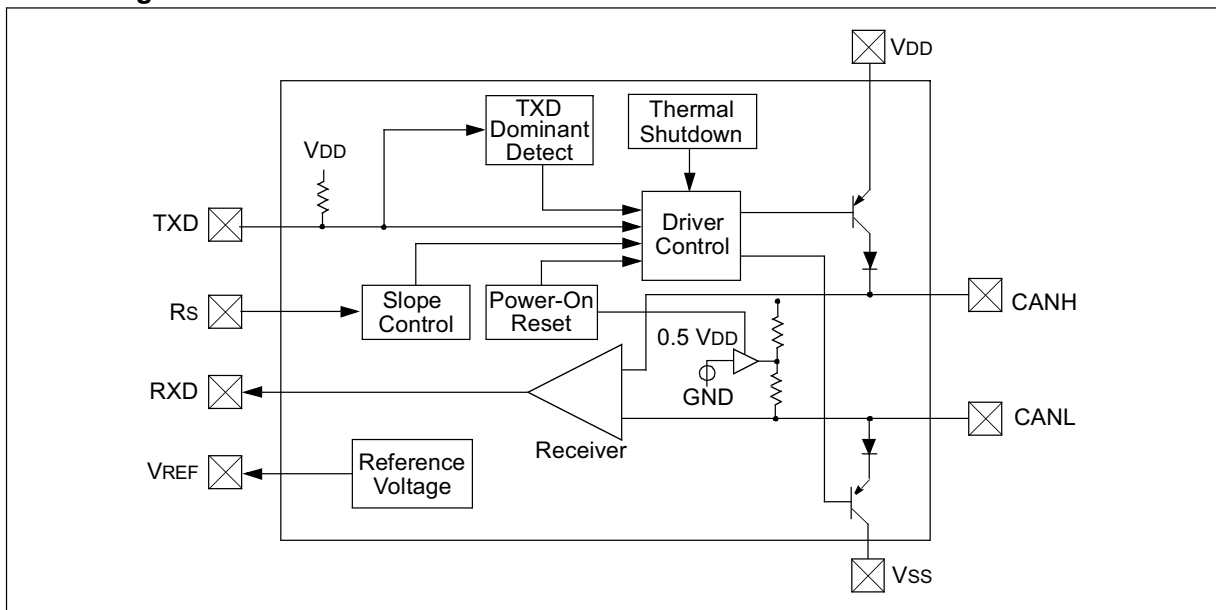 VDD
TXD
Dominant
Detect
Thermal
Shutdown
VDD
TXD
Driver
Control
RS
Slope
Control
Power-On
Reset
CANH
0.5 VDD
GND
RXD
CANL
Receiver
VREF
Reference
Voltage
VSS